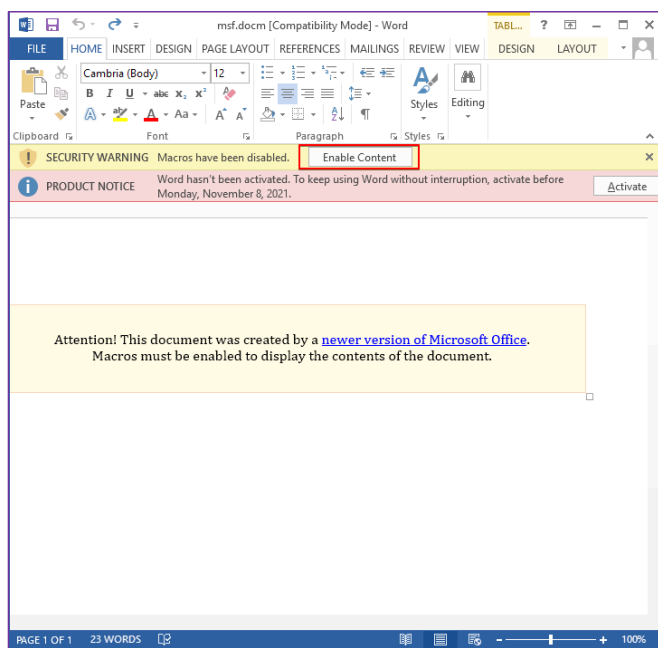 msf.docm [Compatibility Mode] - Word
TABL...
?
FILE
HOME
INSERT
DESIGN
PAGE LAYOUT
REFERENCES
MAILINGS
REVIEW
VIEW
DESIGN
LAYOUT
Cambria (Body)
12
Paste
B I U abc X₂ X²
A Aa A A
Styles
Editing
Clipboard
Font
Paragraph
Styles
SECURITY WARNING Macros have been disabled.
Enable Content
PRODUCT NOTICE
Word hasn't been activated. To keep using Word without interruption, activate before
Monday, November 8, 2021.
Activate
Attention! This document was created by a newer version of Microsoft Office.
Macros must be enabled to display the contents of the document.
PAGE 1 OF 1
23 WORDS
100%